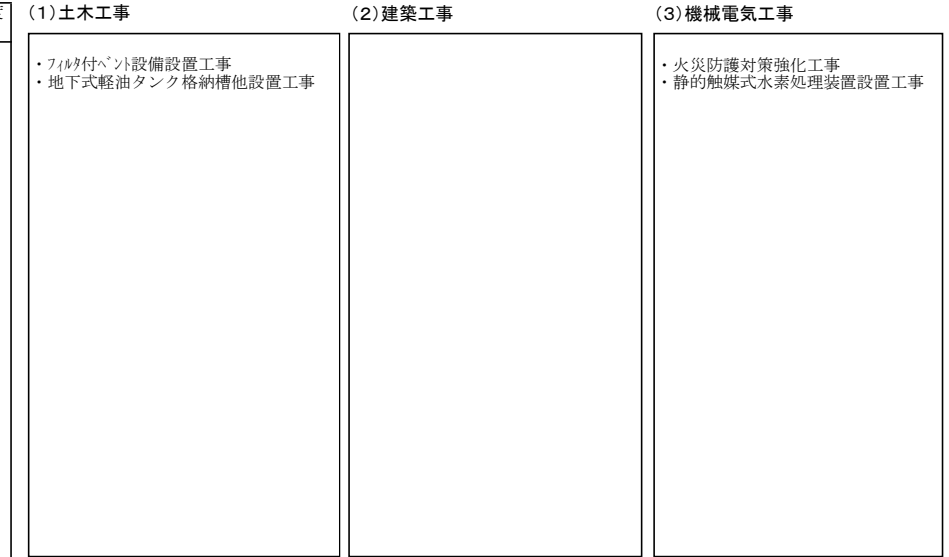 (1)土木工事
・ﾌｨﾙﾀ付ﾍﾞﾝﾄ設備設置工事
・地下式軽油タンク格納槽他設置工事
(2)建築工事
(3)機械電気工事
・火災防護対策強化工事
・静的触媒式水素処理装置設置工事